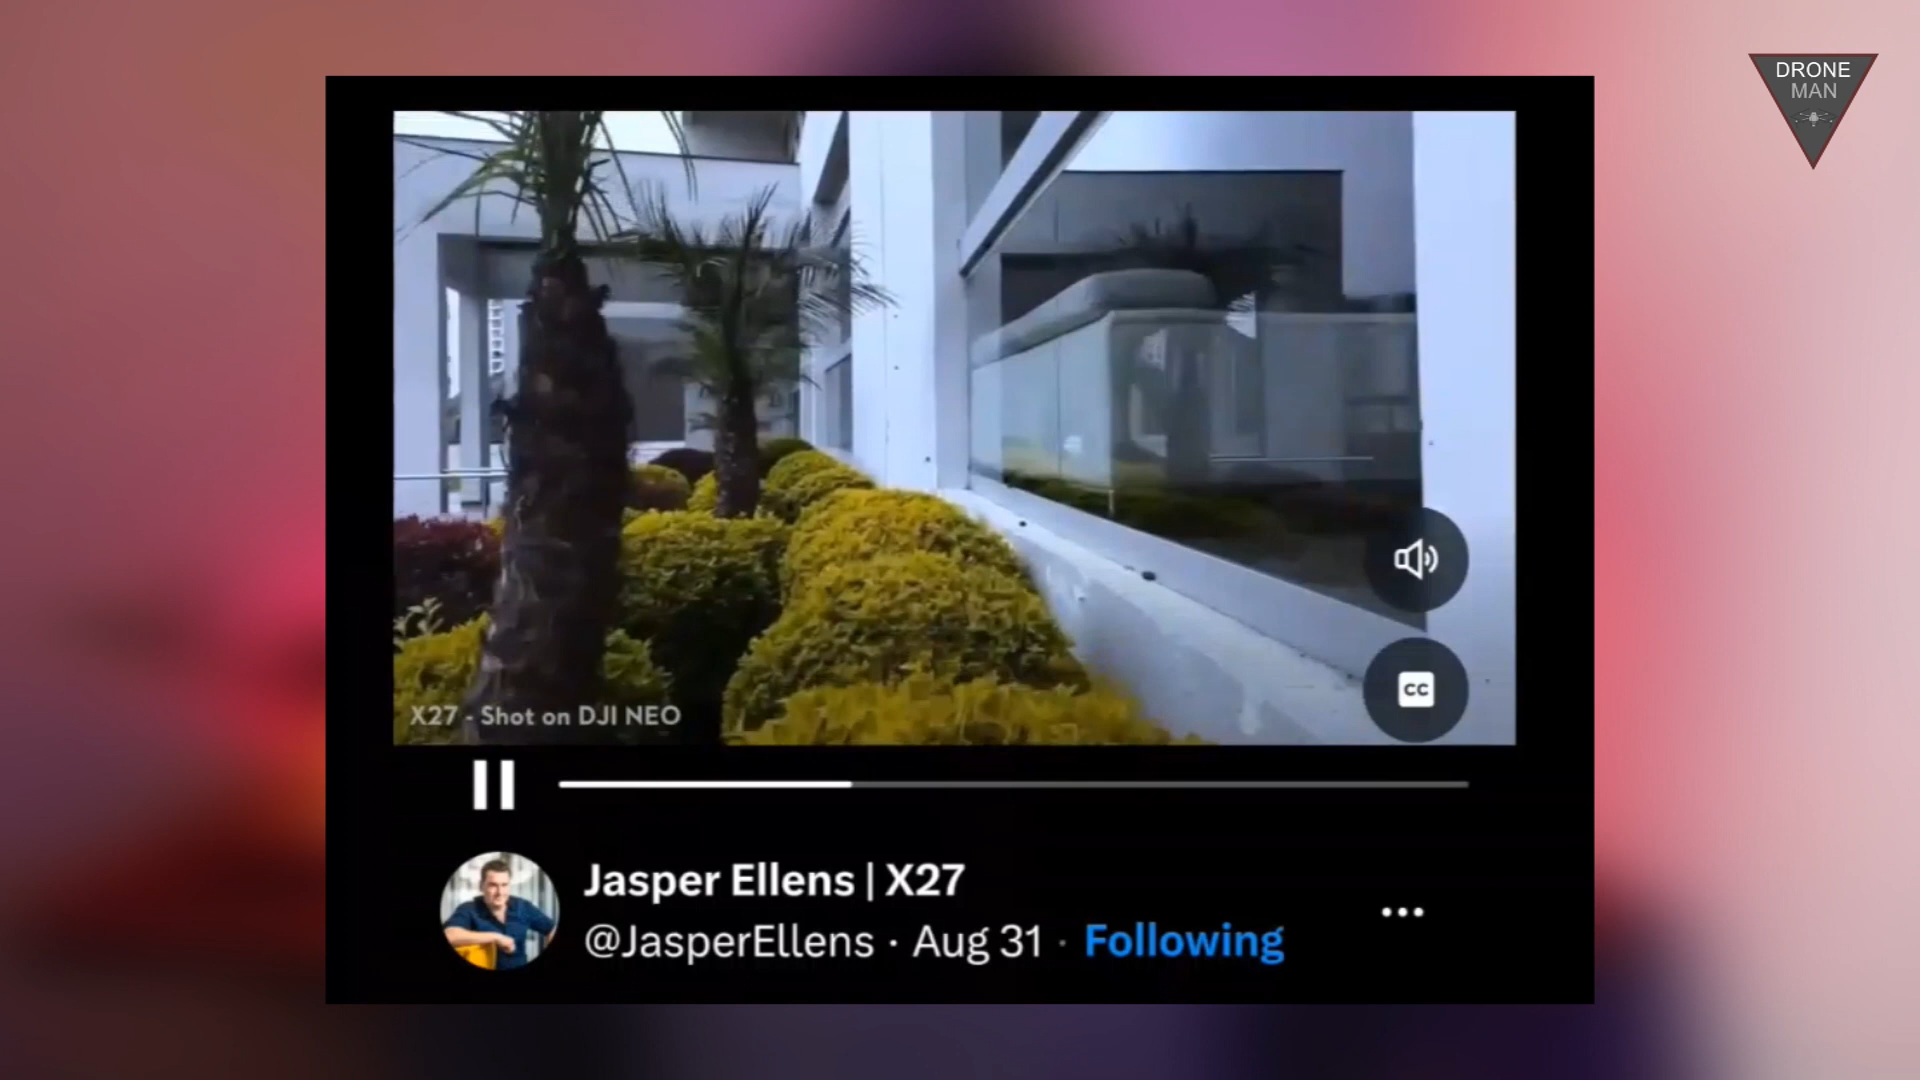 DRONE
MAN
X27 - Shot on DJI NEO
CC
Jasper Ellens | X27
@JasperEllens · Aug 31 · Following